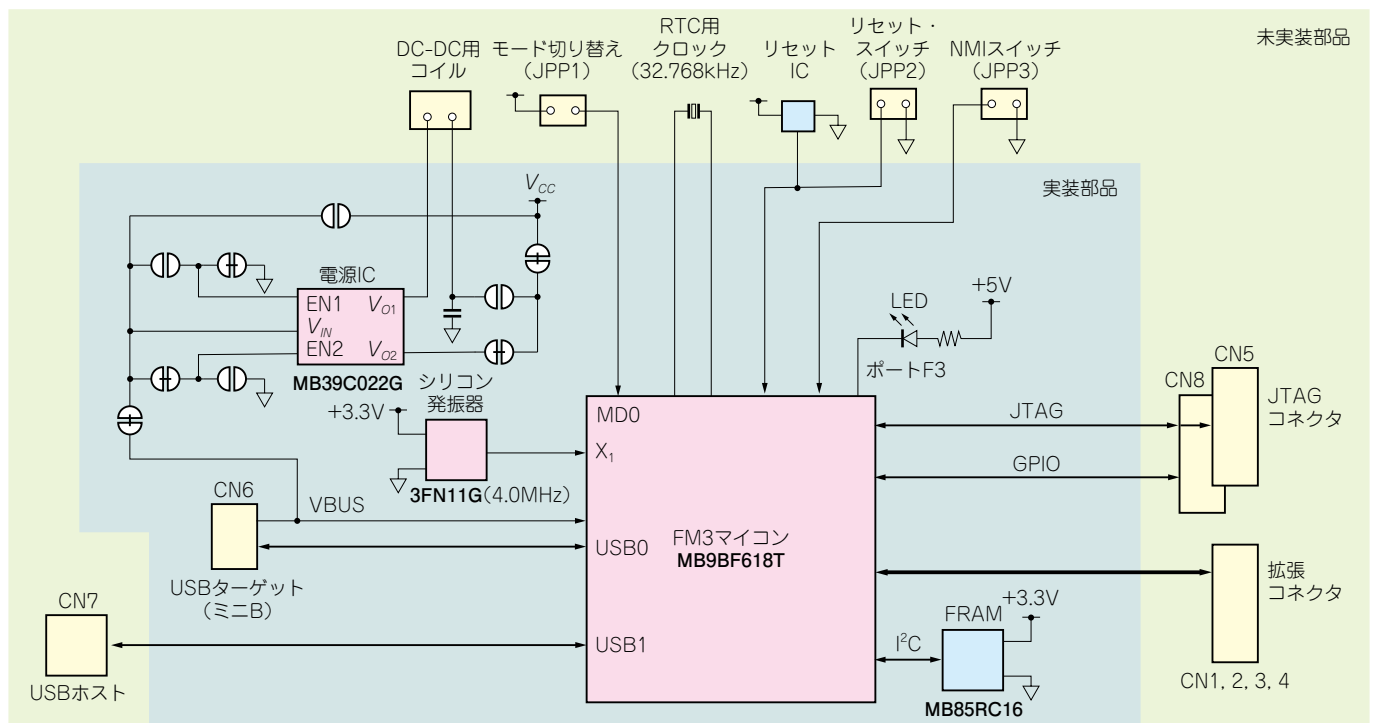 未実装部品
DC-DC用
コイル
モード切り替え
（JPP1）
RTC用
クロック
（32.768kHz）
リセット
IC
リセット・
スイッチ
（JPP2）
NMIスイッチ
（JPP3）
実装部品
VCC
電源IC
EN1
VO1
VIN
EN2
VO2
MB39C022G
シリコン
発振器
+3.3V
3FN11G(4.0MHz)
LED
+5V
ポートF3
MD0
X1
FM3マイコン
MB9BF618T
USB0
USB1
CN6
VBUS
USBターゲット
（ミニB）
CN7
USBホスト
JTAG
GPIO
CN8
CN5
JTAG
コネクタ
拡張
コネクタ
CN1, 2, 3, 4
I²C
FRAM
+3.3V
MB85RC16